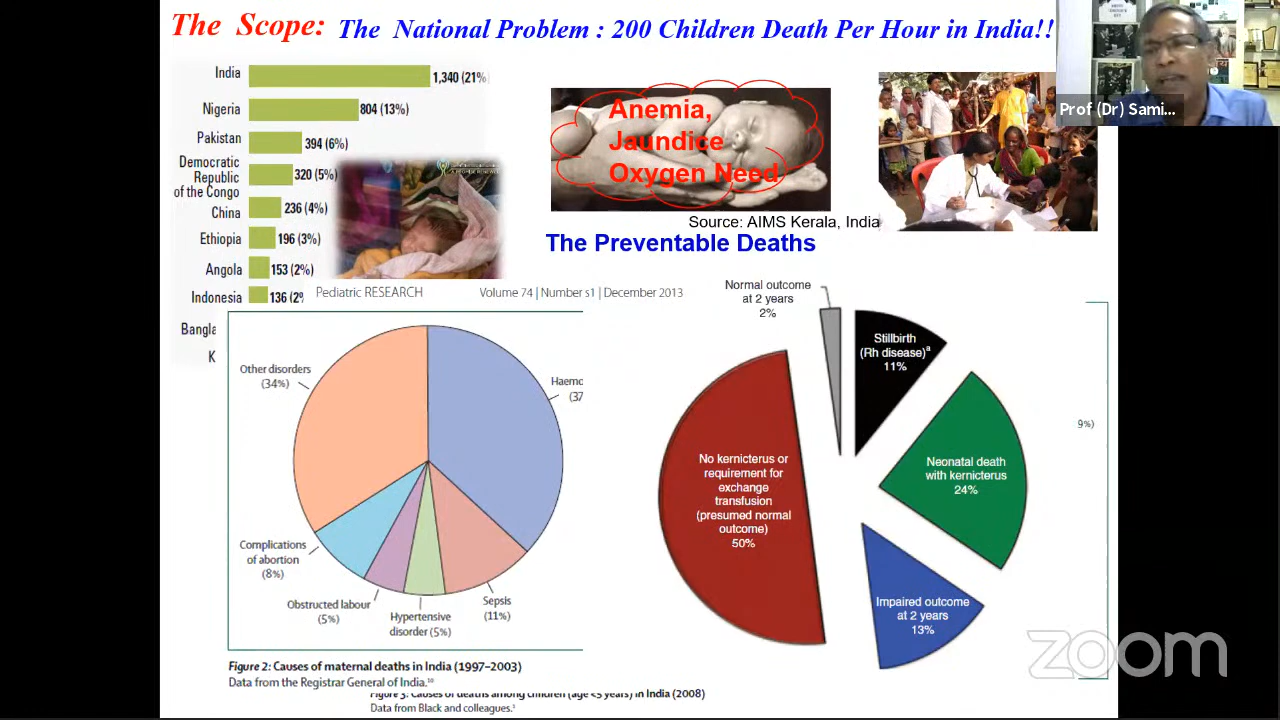 The Scope: The National Problem : 200 Children Death Per Hour in India!!
Prof (Dr) Sami...
India
1,340 (21%
Nigeria
804 (13%)
Pakistan
394 (6%)
Democratic
Republic
of the Congo
320 (5%)
China
236 (4%)
Ethiopia
196 (3%)
Angola
153 (2%)
Indonesia
136 (2%
Bangla
K
Anemia,
Jaundice
Oxygen Need
Source: AIMS Kerala, India
The Preventable Deaths
Pediatric RESEARCH
Volume 74 | Number s1 | December 2013
Other disorders
(34%)
Haemo
(37
Sepsis
(11%)
Hypertensive
disorder (5%)
Obstructed labour
(5%)
Complications
of abortion
(8%)
Figure 2: Causes of maternal deaths in India (1997–2003)
Data from the Registrar General of India.10
Figure 3: Causes of deaths among children (age <5 years) in India (2008)
Data from Black and colleagues.1
Normal outcome
at 2 years
2%
Stillbirth
(Rh disease)a
11%
Neonatal death
with kernicterus
24%
Impaired outcome
at 2 years
13%
No kernicterus or
requirement for
exchange
transfusion
(presumed normal
outcome)
50%
9%)
zoom